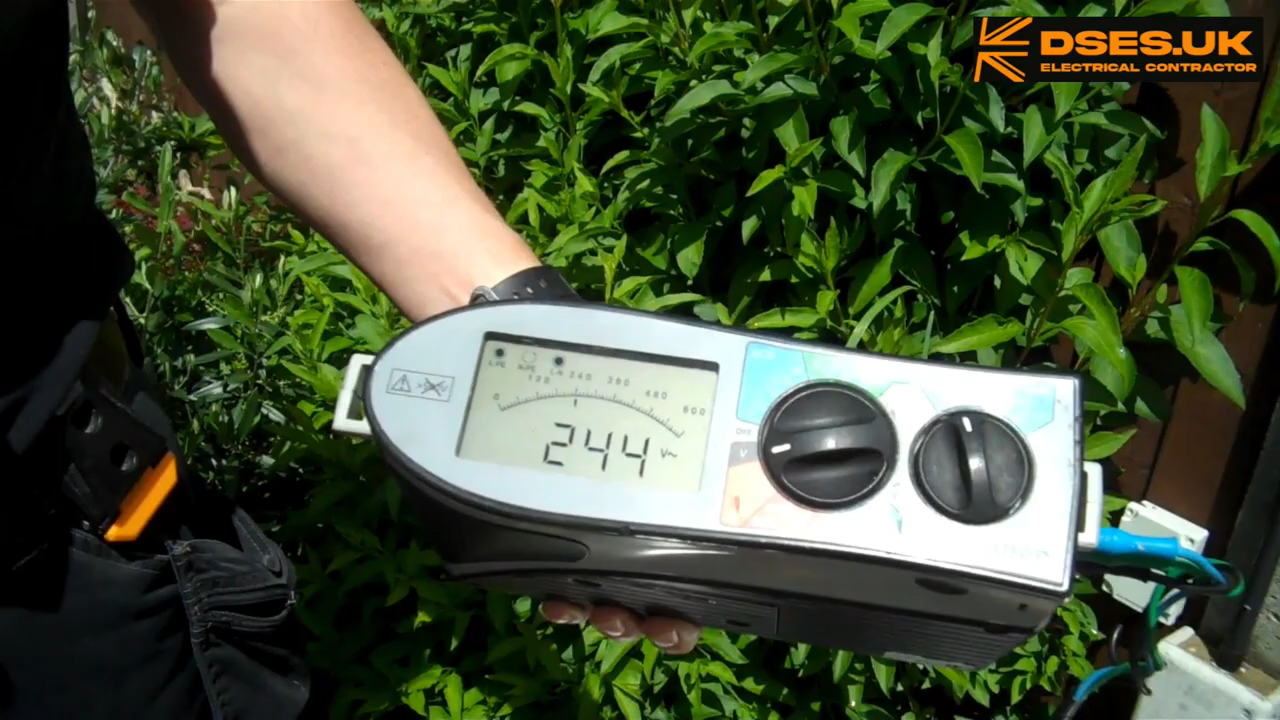 DSES.UK
ELECTRICAL CONTRACTOR
L-PE N-PE L-N
0 120 240 360 480 600
244 V~
OFF
V